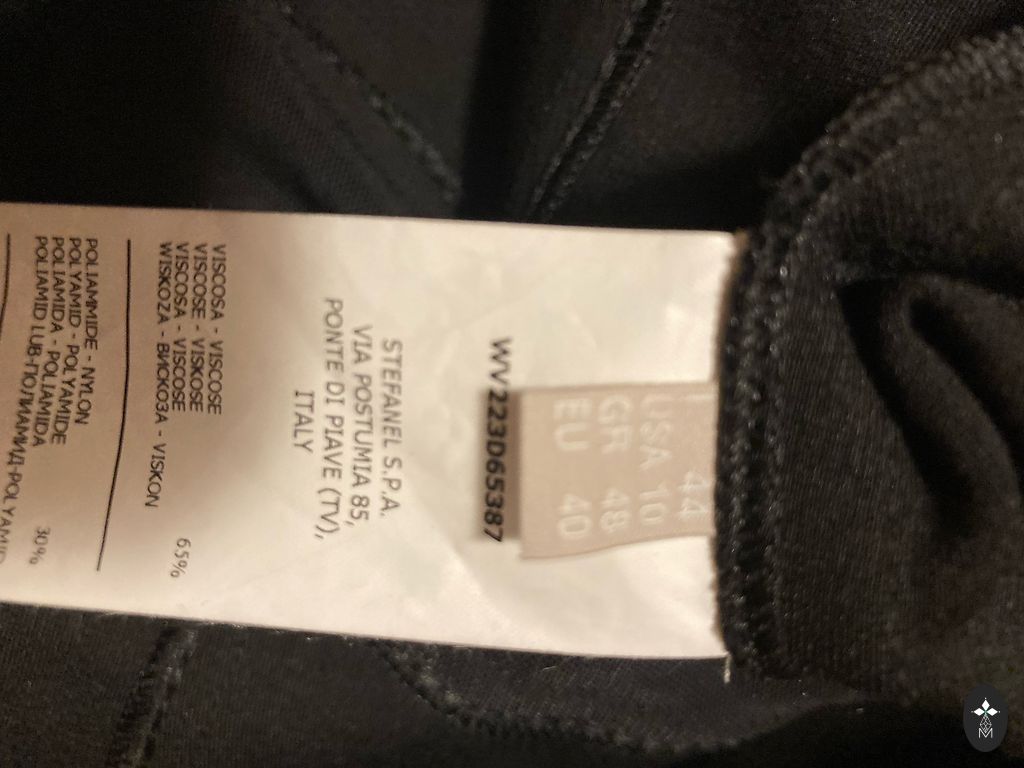 I 44
USA 10
GR 48
EU 40
WV223D65387
STEFANEL S.P.A.
VIA POSTUMIA 85,
PONTE DI PIAVE (TV),
ITALY
VISCOSA - VISCOSE
VISCOSE - VISKOSE
VISCOSA - VISCOSE
WISKOZA - ВИСКОЗА - VISKON
65%
POLIAMMIDE - NYLON
POLYAMID - POLYAMIDE
POLIAMIDA - POLIAMIDA
POLIAMID LUB-ПОЛИАМИД-POLYAMID
30%
M